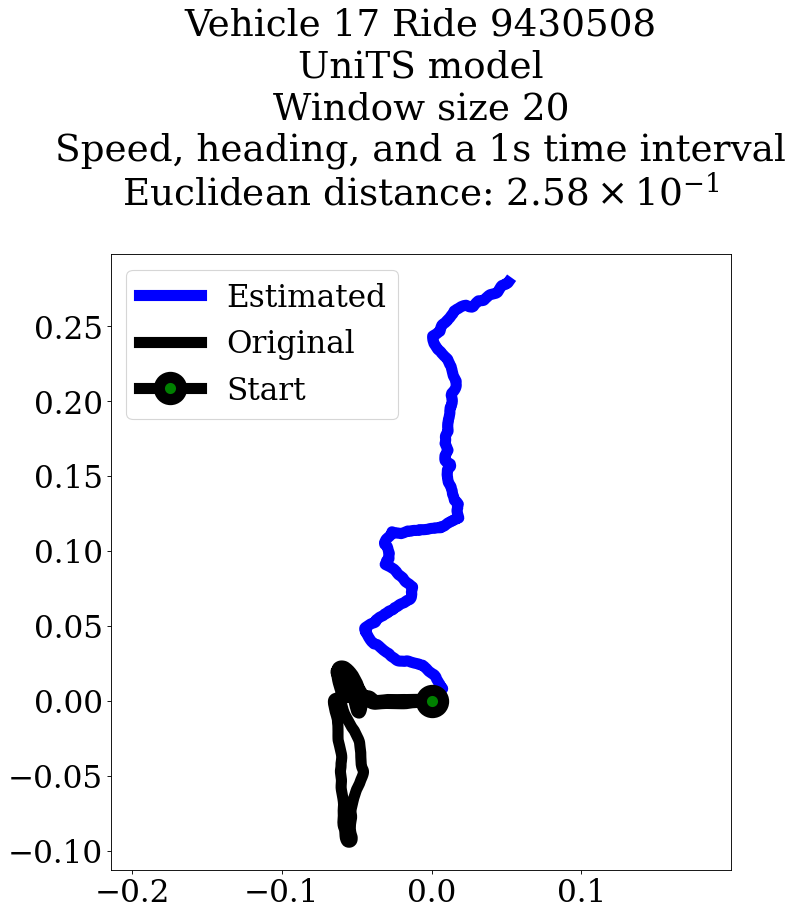 Vehicle 17 Ride 9430508
UniTS model
Window size 20
Speed, heading, and a 1s time interval
Euclidean distance: 2.58 × 10⁻¹
Estimated
Original
Start
0.25
0.20
0.15
0.10
0.05
0.00
−0.05
−0.10
−0.2 −0.1 0.0 0.1